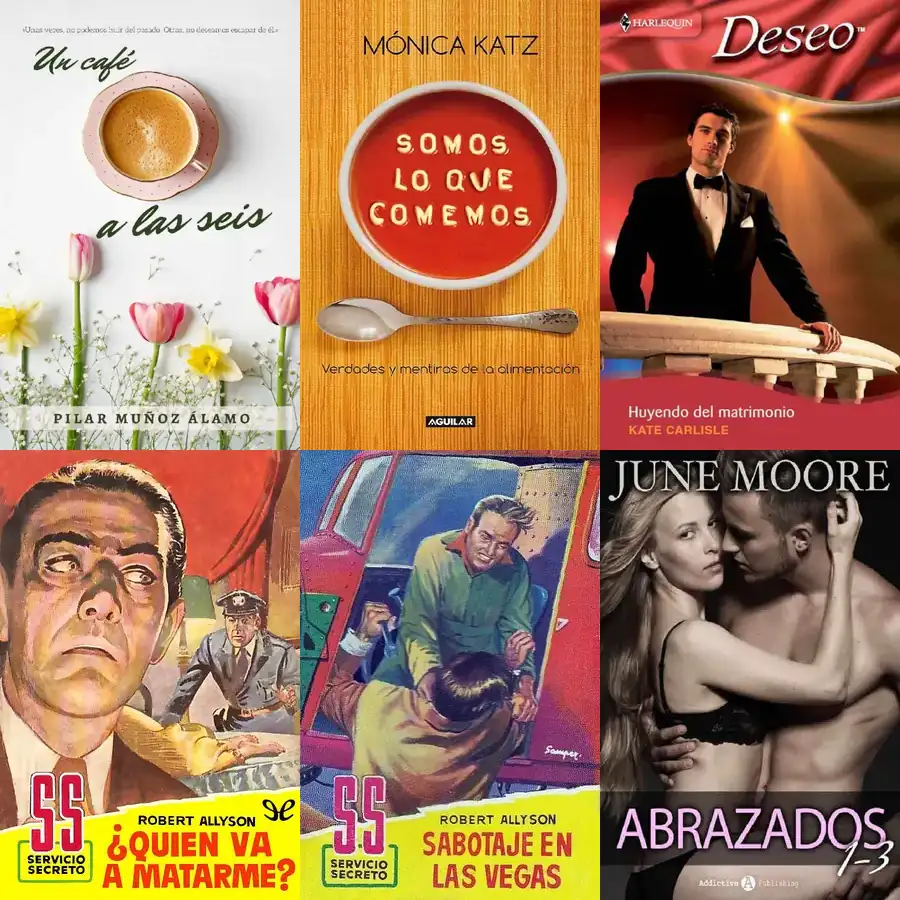 «Unas veces, no podemos huir del pasado. Otras, no deseamos escapar de él.»
Un café
a las seis
PILAR MUÑOZ ÁLAMO
MÓNICA KATZ
SOMOS
LO QUE
COMEMOS
Verdades y mentiras de la alimentación
AGUILAR
HARLEQUIN
Deseo™
Huyendo del matrimonio
KATE CARLISLE
SS
SERVICIO
SECRETO
ROBERT ALLYSON
¿QUIEN VA
A MATARME?
Samper.
SS
SERVICIO
SECRETO
ROBERT ALLYSON
SABOTAJE EN
LAS VEGAS
JUNE MOORE
ABRAZADOS
1-3
Addictive A Publishing